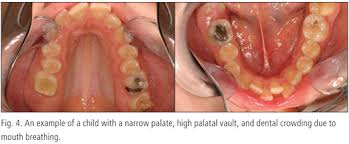 Fig. 4. An example of a child with a narrow palate, high palatal vault, and dental crowding due to
mouth breathing.